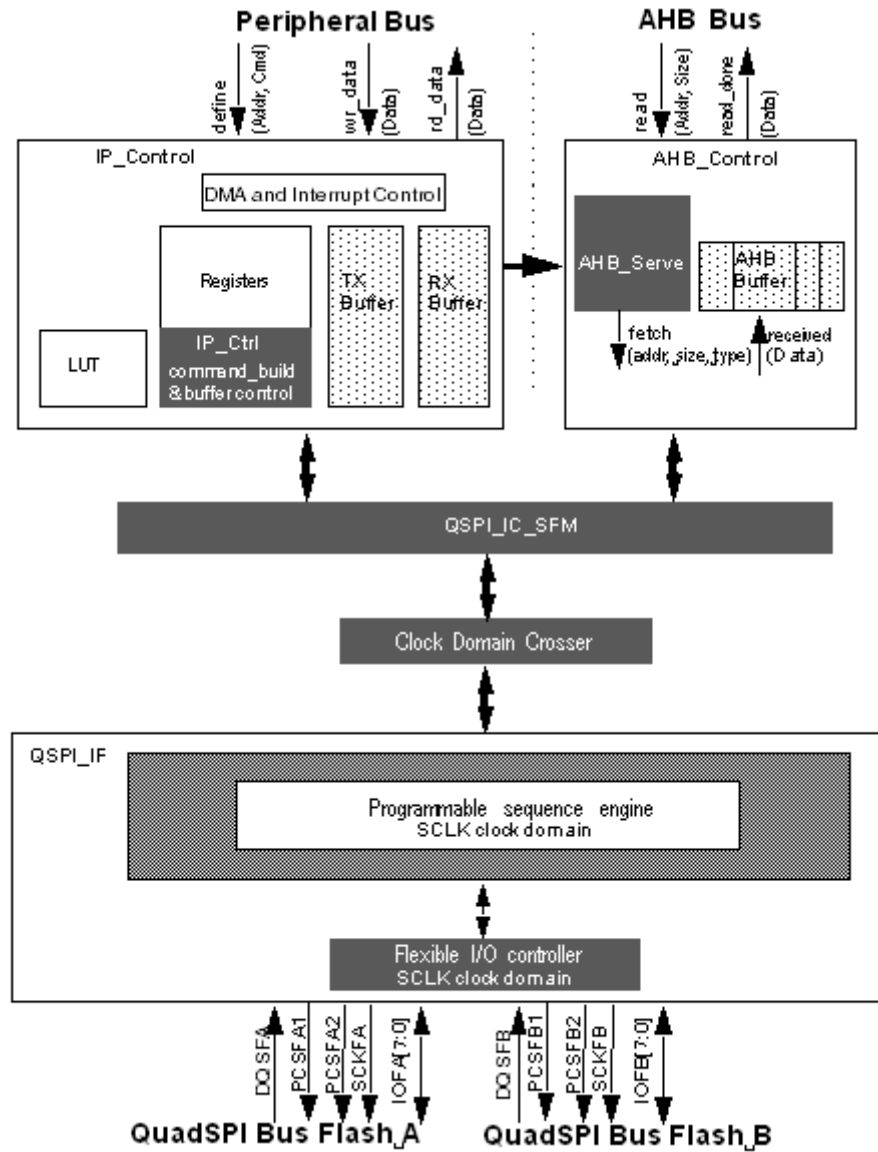 Peripheral Bus
AHB Bus
define
(Addr, Cmd)
wr_data
(Data)
rd_data
(Data)
read
(Addr, Size)
read_done
(Data)
IP_Control
DMA and Interrupt Control
Registers
TX
Buffer
RX
Buffer
LUT
IP_Ctrl
command_build
& buffer control
AHB_Control
AHB_Serve
AHB
Buffer
fetch
(addr, size, type)
received
(Data)
QSPI_IC_SFM
Clock Domain Crosser
QSPI_IF
Programmable sequence engine
SCLK clock domain
Flexible I/O controller
SCLK clock domain
DQSFA
PCSFA1
PCSFA2
SCKFA
IOFA[7:0]
DQSFB
PCSFB1
PCSFB2
SCKFB
IOFB[7:0]
QuadSPI Bus Flash_A
QuadSPI Bus Flash_B